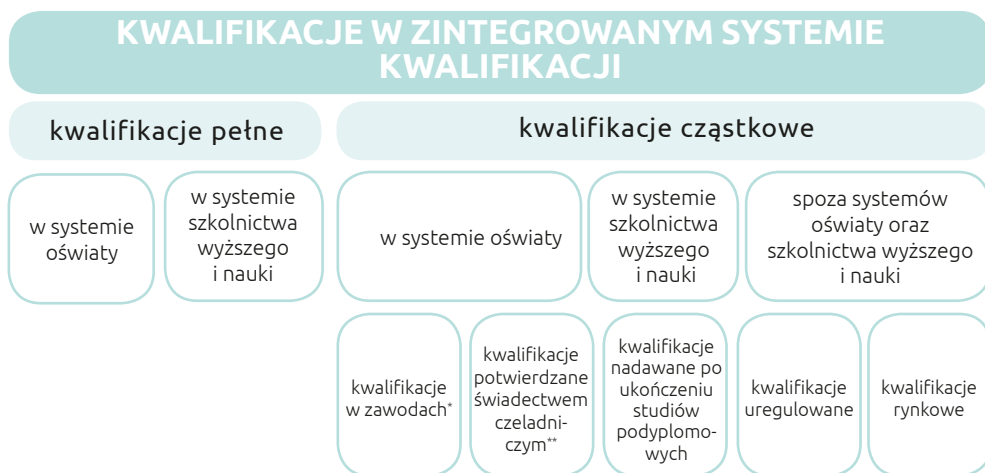 KWALIFIKACJE W ZINTEGROWANYM SYSTEMIE
KWALIFIKACJI
kwalifikacje pełne
kwalifikacje cząstkowe
w systemie
oświaty
w systemie
szkolnictwa
wyższego
i nauki
w systemie oświaty
w systemie
szkolnictwa
wyższego
i nauki
spoza systemów
oświaty oraz
szkolnictwa wyższego
i nauki
kwalifikacje
w zawodach*
kwalifikacje
potwierdzane
świadectwem
czeladni-
czym**
kwalifikacje
nadawane po
ukończeniu
studiów
podyplomo-
wych
kwalifikacje
uregulowane
kwalifikacje
rynkowe